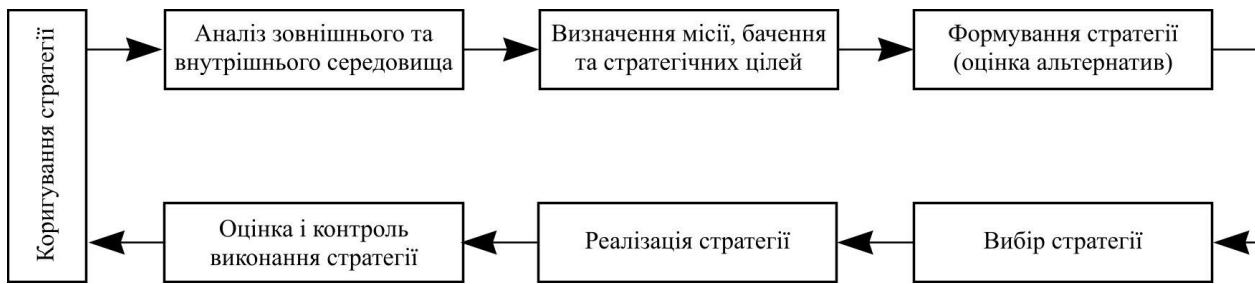 Коригування стратегії
Аналіз зовнішнього та
внутрішнього середовища
Визначення місії, бачення
та стратегічних цілей
Формування стратегії
(оцінка альтернатив)
Оцінка і контроль
виконання стратегії
Реалізація стратегії
Вибір стратегії